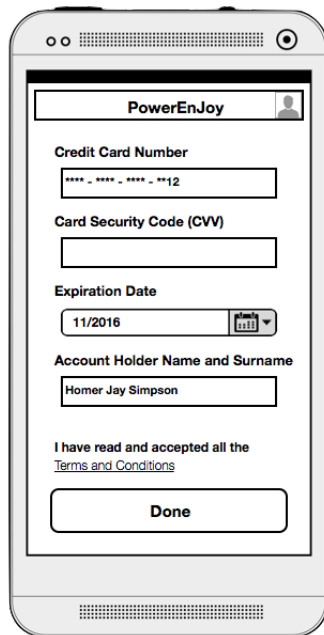 PowerEnJoy
Credit Card Number
**** - **** - **** - **12
Card Security Code (CVV)
Expiration Date
11/2016
Account Holder Name and Surname
Homer Jay Simpson
I have read and accepted all the
Terms and Conditions
Done